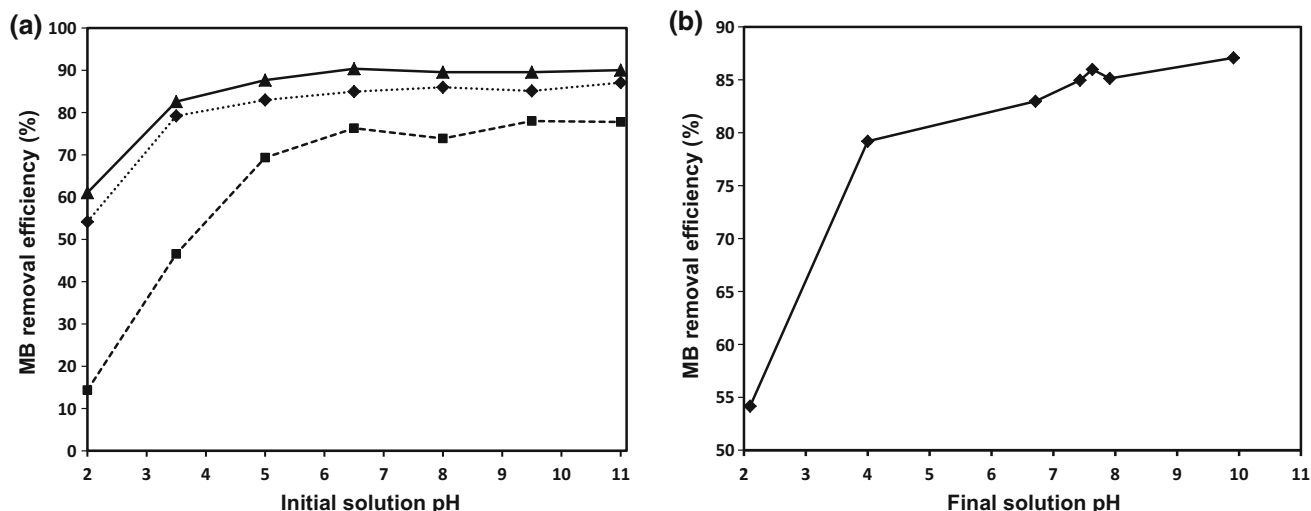 (a)
MB removal efficiency (%)
100
90
80
70
60
50
40
30
20
10
0
2 3 4 5 6 7 8 9 10 11
Initial solution pH
(b)
MB removal efficiency (%)
90
85
80
75
70
65
60
55
50
2 3 4 5 6 7 8 9 10 11
Final solution pH